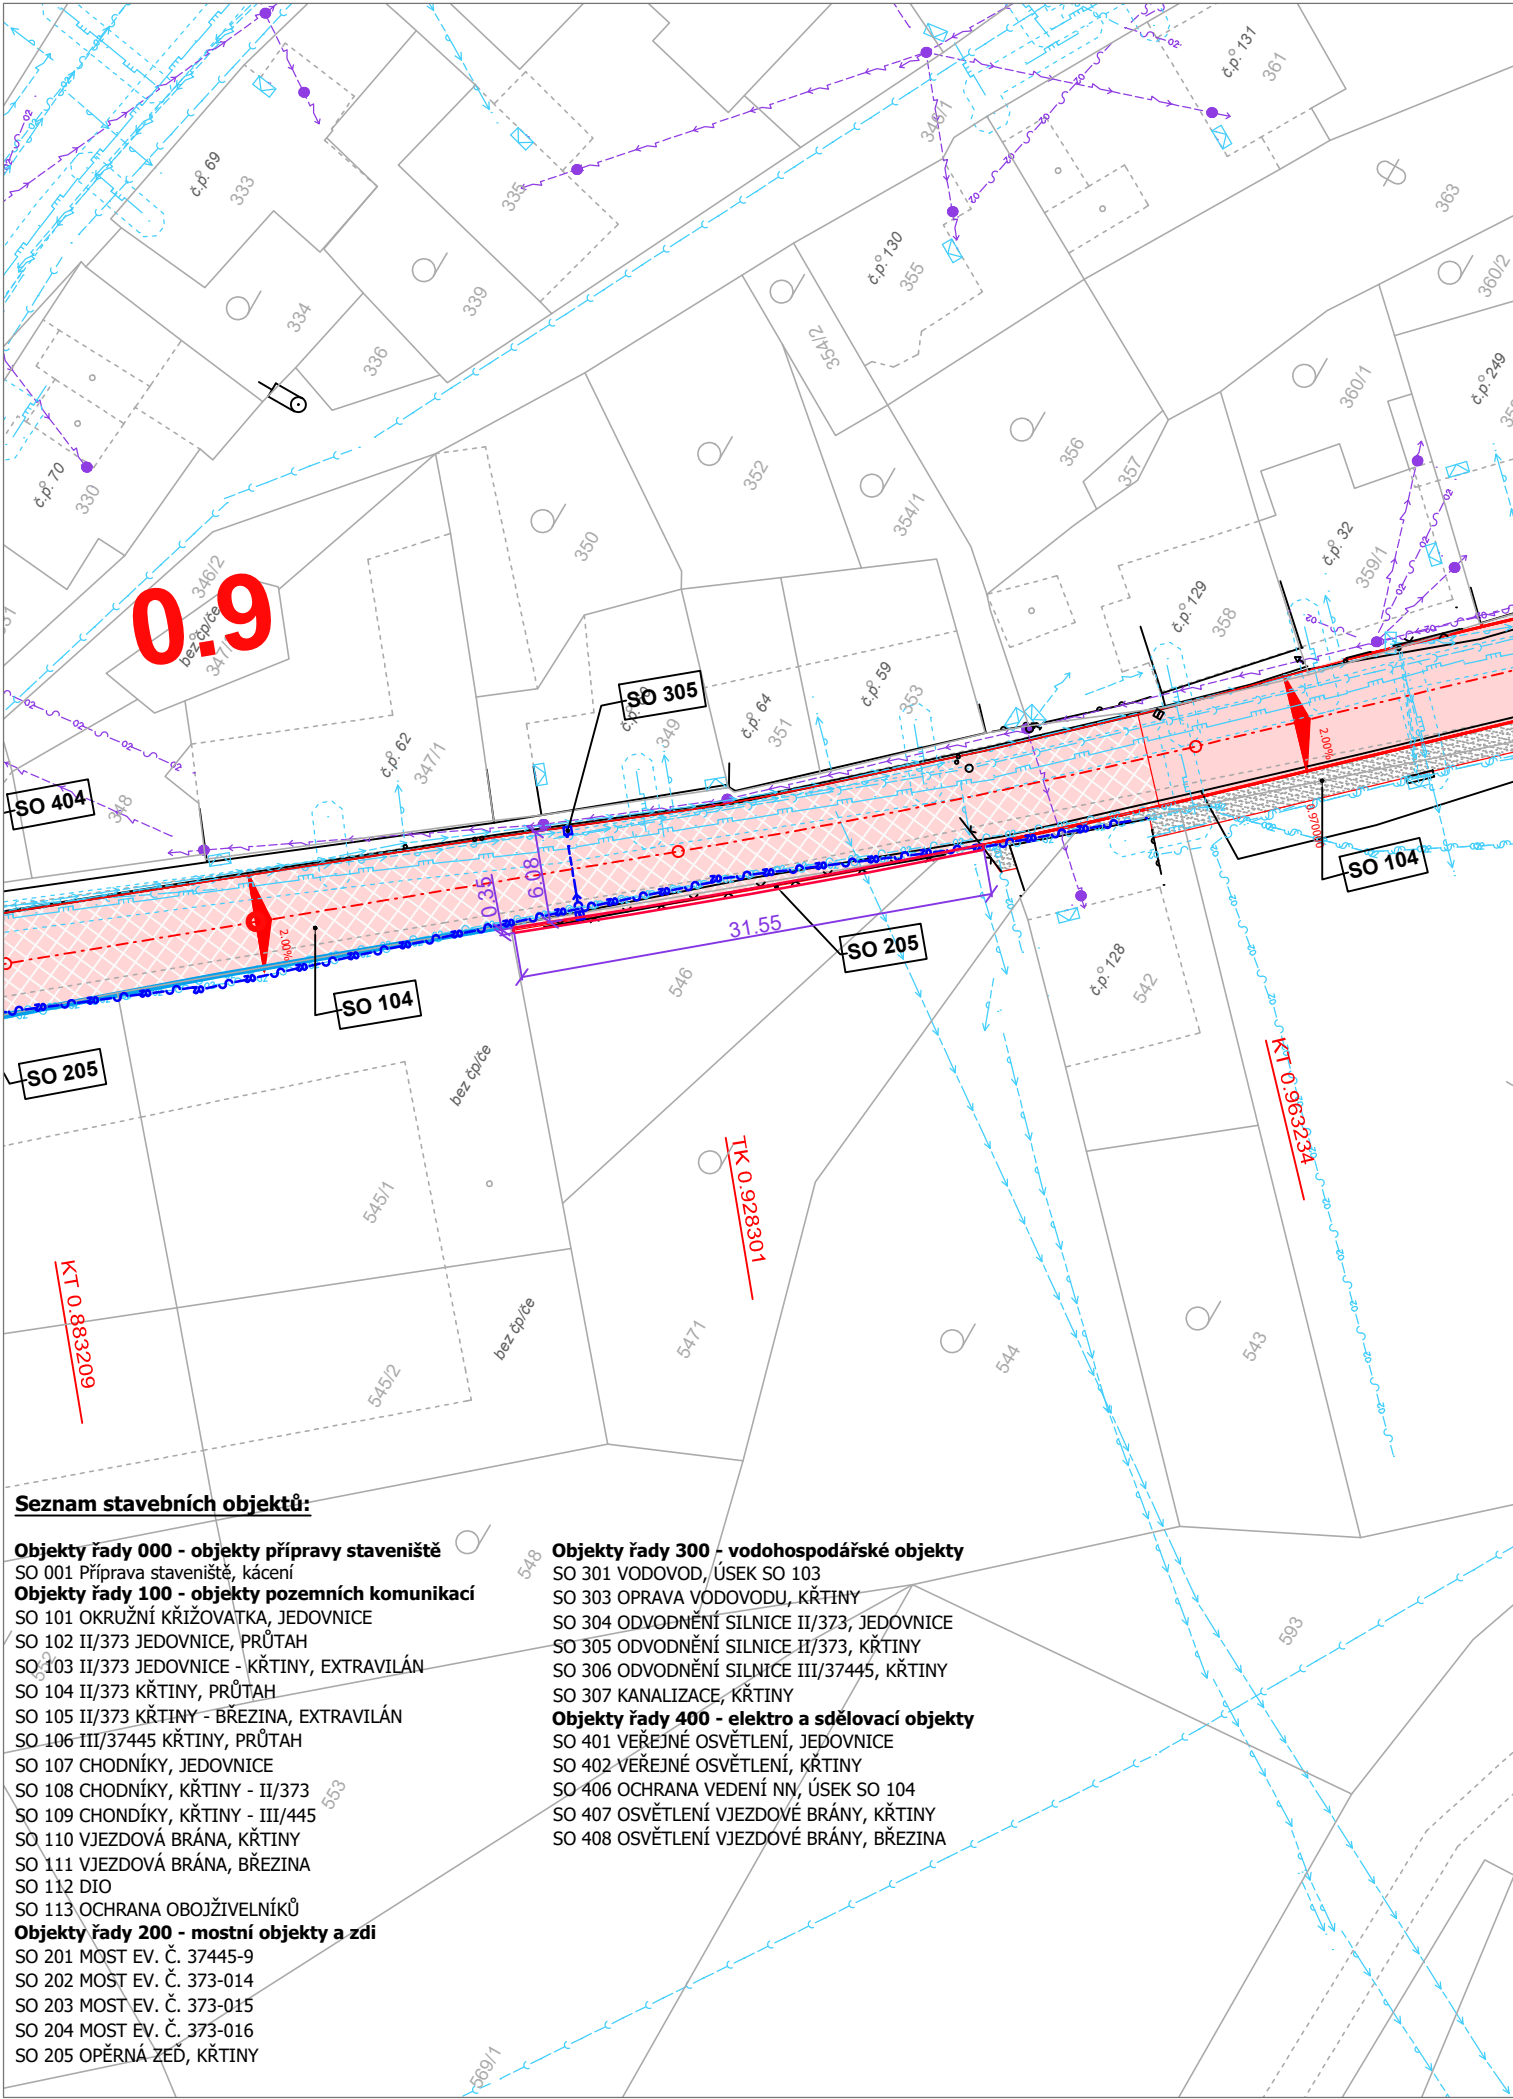 č.p. 131
361
346/1
č.p. 69
333
335
363
č.p. 130
355
360/2
339
334
354/2
336
360/1
č.p. 249
356
352
357
č.p. 70
330
354/1
350
č.p. 32
359/1
346/2
0.9
bez čp/če
č.p. 129
358
SO 305
č.p. 59
353
č.p. 64
351
349
č.p. 62
347/1
2.00%
SO 404
348
0.970000
SO 104
6.08
0.35
31.55
SO 205
2.00%
546
SO 104
č.p. 128
542
SO 205
bez čp/če
KT 0.963234
TK 0.928301
545/1
KT 0.883209
bez čp/če
5471
544
543
545/2
Seznam stavebních objektů:
Objekty řady 000 - objekty přípravy staveniště
SO 001 Příprava staveniště, kácení
Objekty řady 100 - objekty pozemních komunikací
SO 101 OKRUŽNÍ KŘIŽOVATKA, JEDOVNICE
SO 102 II/373 JEDOVNICE, PRŮTAH
SO 103 II/373 JEDOVNICE - KŘTINY, EXTRAVILÁN
SO 104 II/373 KŘTINY, PRŮTAH
SO 105 II/373 KŘTINY - BŘEZINA, EXTRAVILÁN
SO 106 III/37445 KŘTINY, PRŮTAH
SO 107 CHODNÍKY, JEDOVNICE
SO 108 CHODNÍKY, KŘTINY - II/373
SO 109 CHONDÍKY, KŘTINY - III/445
SO 110 VJEZDOVÁ BRÁNA, KŘTINY
SO 111 VJEZDOVÁ BRÁNA, BŘEZINA
SO 112 DIO
SO 113 OCHRANA OBOJŽIVELNÍKŮ
Objekty řady 200 - mostní objekty a zdi
SO 201 MOST EV. Č. 37445-9
SO 202 MOST EV. Č. 373-014
SO 203 MOST EV. Č. 373-015
SO 204 MOST EV. Č. 373-016
SO 205 OPĚRNÁ ZEĎ, KŘTINY
Objekty řady 300 - vodohospodářské objekty
SO 301 VODOVOD, ÚSEK SO 103
SO 303 OPRAVA VODOVODU, KŘTINY
SO 304 ODVODNĚNÍ SILNICE II/373, JEDOVNICE
SO 305 ODVODNĚNÍ SILNICE II/373, KŘTINY
SO 306 ODVODNĚNÍ SILNICE III/37445, KŘTINY
SO 307 KANALIZACE, KŘTINY
Objekty řady 400 - elektro a sdělovací objekty
SO 401 VEŘEJNÉ OSVĚTLENÍ, JEDOVNICE
SO 402 VEŘEJNÉ OSVĚTLENÍ, KŘTINY
SO 406 OCHRANA VEDENÍ NN, ÚSEK SO 104
SO 407 OSVĚTLENÍ VJEZDOVÉ BRÁNY, KŘTINY
SO 408 OSVĚTLENÍ VJEZDOVÉ BRÁNY, BŘEZINA
548
552
553
593
569/1